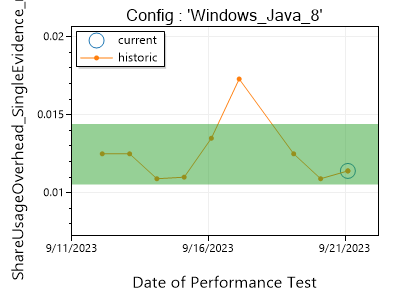 Config : 'Windows_Java_8'
ShareUsageOverhead_SingleEvidence_
current
historic
0.02
0.015
0.01
9/11/2023
9/16/2023
9/21/2023
Date of Performance Test